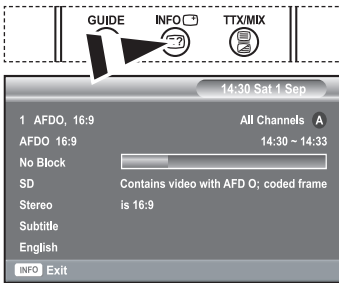 GUIDE INFO TTX/MIX
?
14:30 Sat 1 Sep
1 AFDO, 16:9 All Channels A
AFDO 16:9 14:30 ~ 14:33
No Block
SD Contains video with AFD O; coded frame
Stereo is 16:9
Subtitle
English
INFO Exit